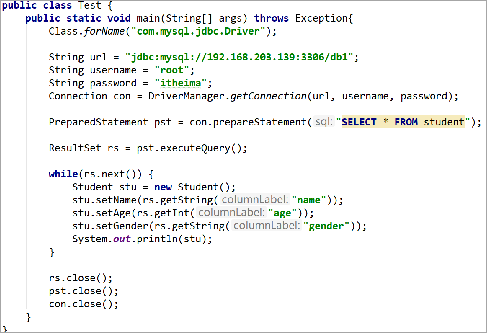 public class Test {
    public static void main(String[] args) throws Exception{
        Class.forName("com.mysql.jdbc.Driver");
        String url = "jdbc:mysql://192.168.203.139:3306/db1";
        String username = "root";
        String password = "itheima";
        Connection con = DriverManager.getConnection(url, username, password);
        PreparedStatement pst = con.prepareStatement( sql: "SELECT * FROM student");
        ResultSet rs = pst.executeQuery();
        while(rs.next()) {
            Student stu = new Student();
            stu.setName(rs.getString( columnLabel: "name"));
            stu.setAge(rs.getInt( columnLabel: "age"));
            stu.setGender(rs.getString( columnLabel: "gender"));
            System.out.println(stu);
        }
        rs.close();
        pst.close();
        con.close();
    }
}